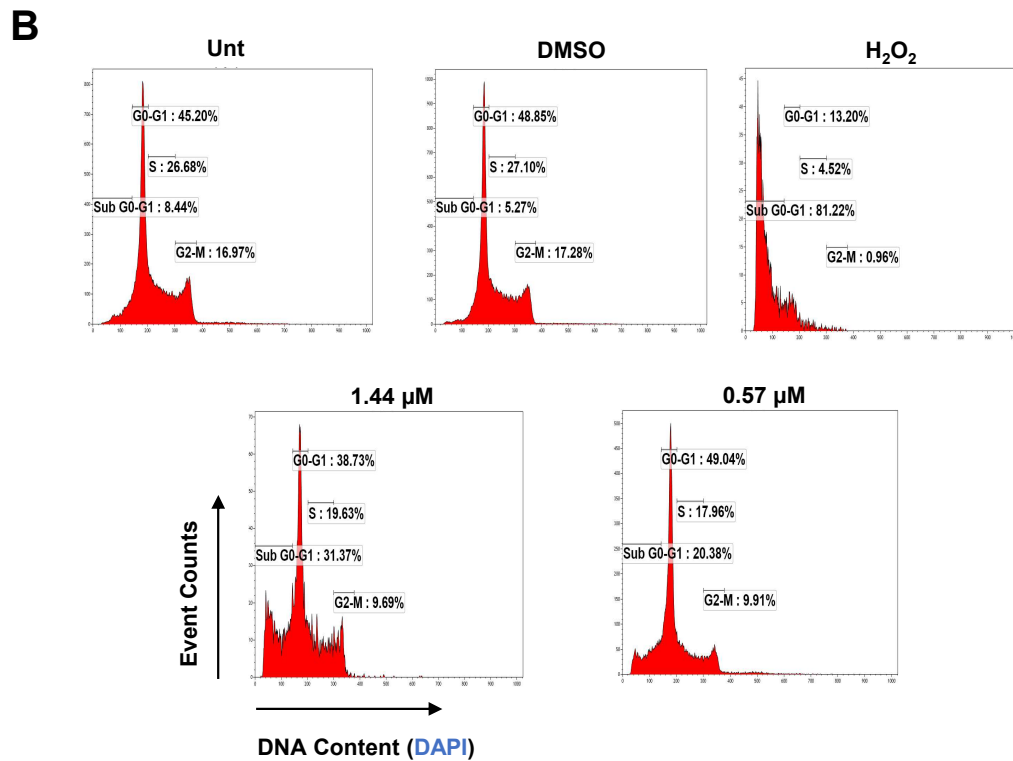 B
Unt
DMSO
H₂O₂
G0-G1 : 45.20%
S : 26.68%
Sub G0-G1 : 8.44%
G2-M : 16.97%
G0-G1 : 48.85%
S : 27.10%
Sub G0-G1 : 5.27%
G2-M : 17.28%
G0-G1 : 13.20%
S : 4.52%
Sub G0-G1 : 81.22%
G2-M : 0.96%
1.44 µM
0.57 µM
G0-G1 : 38.73%
S : 19.63%
Sub G0-G1 : 31.37%
G2-M : 9.69%
G0-G1 : 49.04%
S : 17.96%
Sub G0-G1 : 20.38%
G2-M : 9.91%
Event Counts
DNA Content (DAPI)